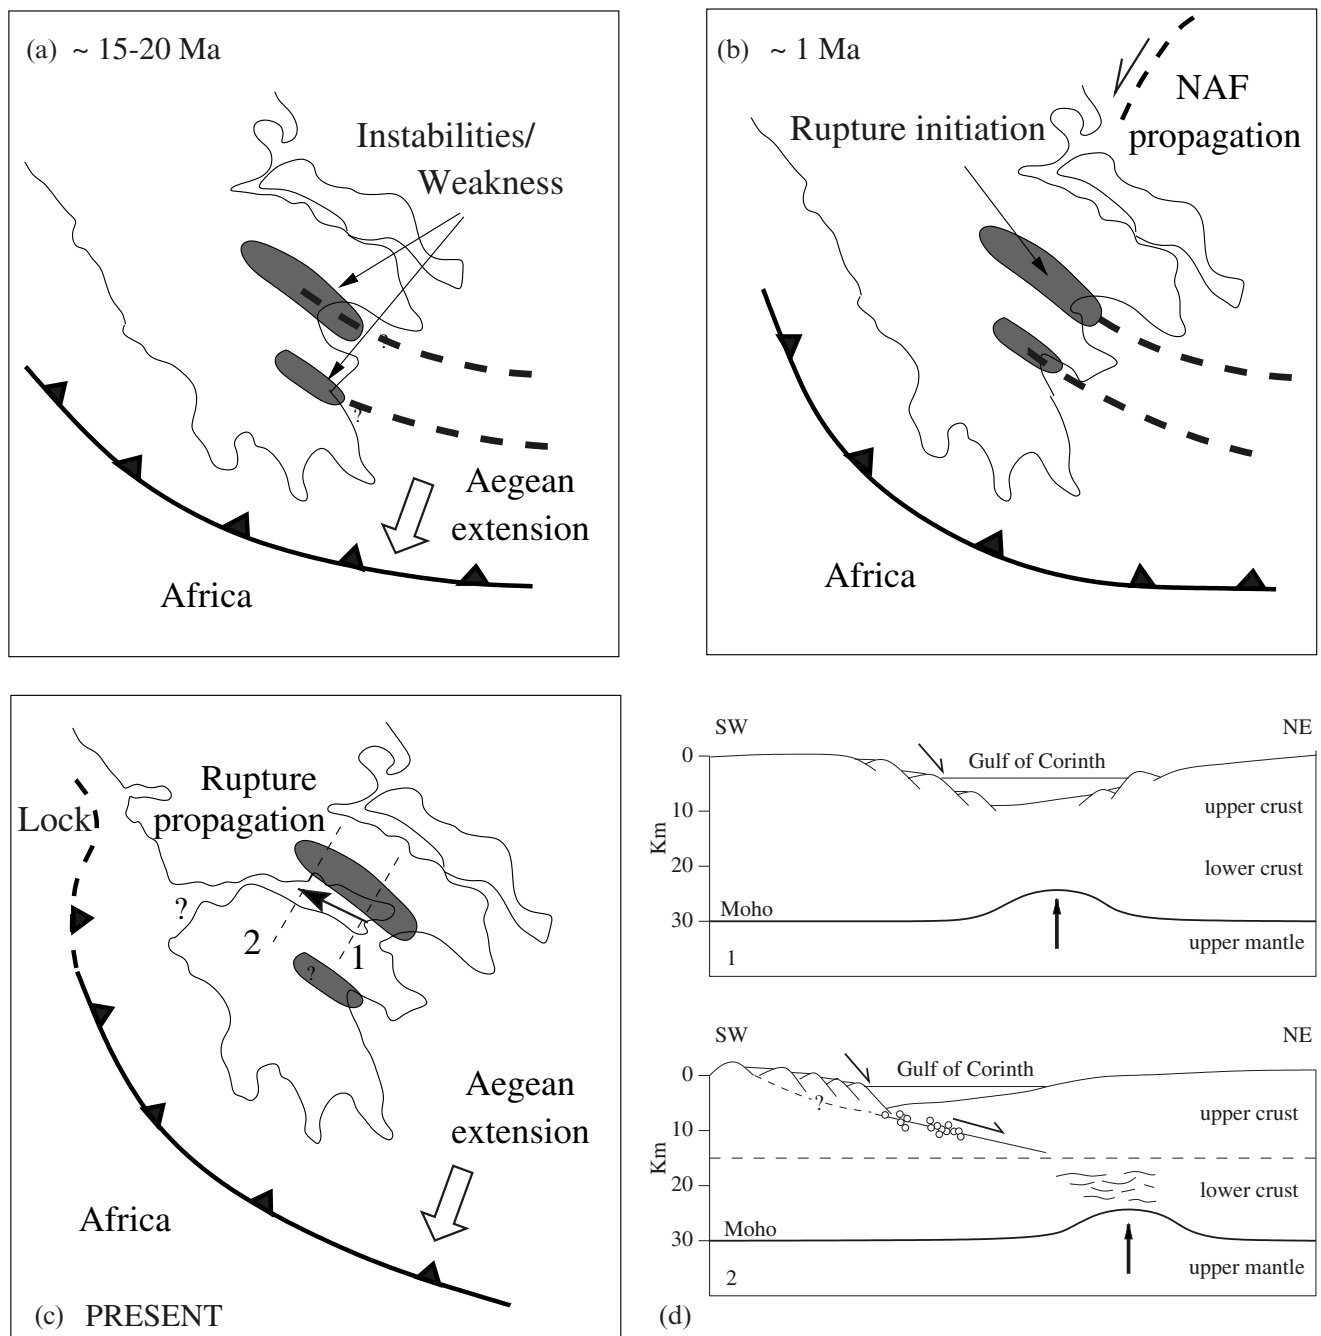 (a) ~ 15-20 Ma
Instabilities/
Weakness
?
?
Aegean
extension
Africa
(b) ~ 1 Ma
NAF
propagation
Rupture initiation
Africa
Rupture
propagation
Lock
?
2
1
?
Aegean
extension
Africa
(c) PRESENT
SW
NE
Gulf of Corinth
0
10
20
30
Km
upper crust
lower crust
Moho
upper mantle
1
SW
NE
Gulf of Corinth
0
10
20
30
Km
?
upper crust
lower crust
Moho
upper mantle
2
(d)